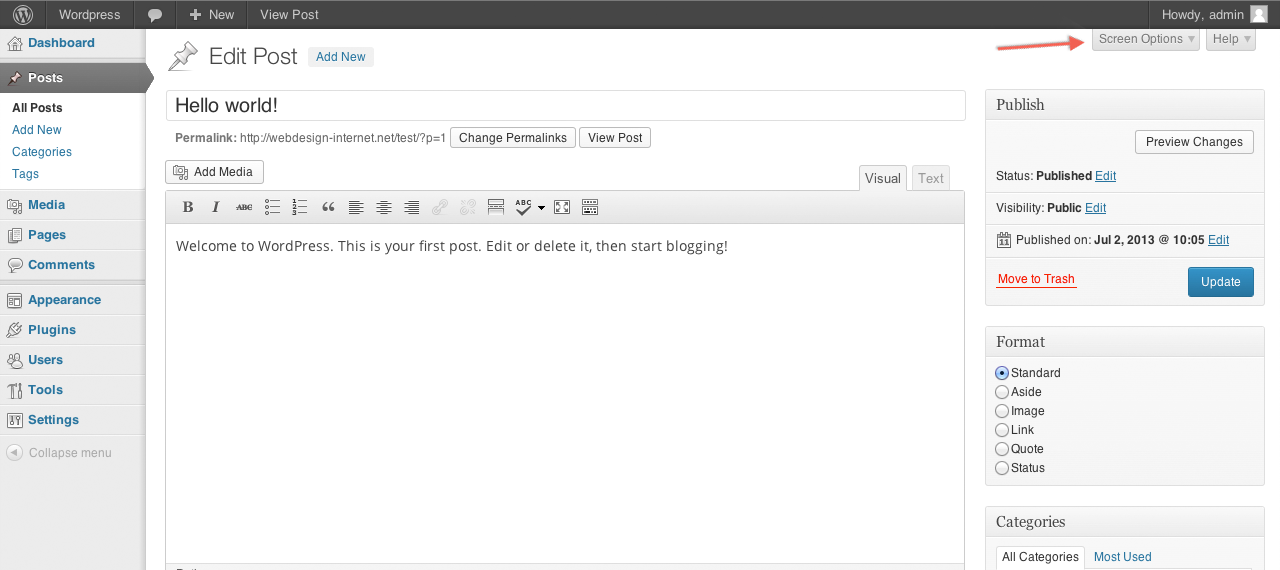 Wordpress New View Post Howdy, admin
Screen Options Help
Dashboard
Posts
All Posts
Add New
Categories
Tags
Media
Pages
Comments
Appearance
Plugins
Users
Tools
Settings
Collapse menu
Edit Post Add New
Hello world!
Permalink: http://webdesign-internet.net/test/?p=1 Change Permalinks View Post
Add Media
Visual Text
B I ABC ABC
Welcome to WordPress. This is your first post. Edit or delete it, then start blogging!
Publish
Preview Changes
Status: Published Edit
Visibility: Public Edit
Published on: Jul 2, 2013 @ 10:05 Edit
Move to Trash Update
Format
Standard
Aside
Image
Link
Quote
Status
Categories
All Categories Most Used